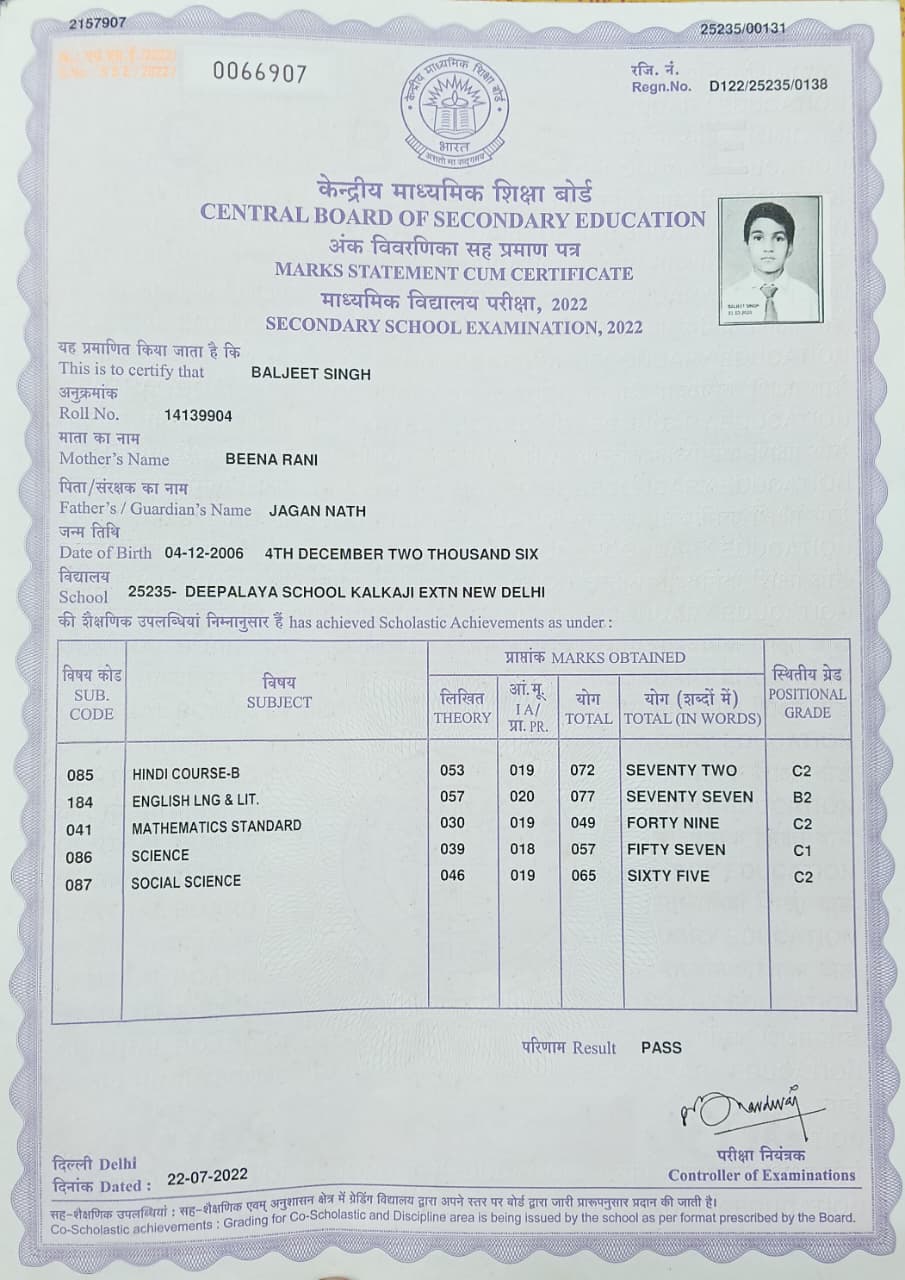 2157907
25235/00131
0066907
रजि. नं.
Regn.No. D122/25235/0138
केन्द्रीय माध्यमिक शिक्षा बोर्ड
भारत
असतो मा सद्गमय
केन्द्रीय माध्यमिक शिक्षा बोर्ड
CENTRAL BOARD OF SECONDARY EDUCATION
अंक विवरणिका सह प्रमाण पत्र
MARKS STATEMENT CUM CERTIFICATE
माध्यमिक विद्यालय परीक्षा, 2022
SECONDARY SCHOOL EXAMINATION, 2022
BALJEET SINGH
यह प्रमाणित किया जाता है कि
This is to certify that BALJEET SINGH
अनुक्रमांक
Roll No. 14139904
माता का नाम
Mother's Name BEENA RANI
पिता/संरक्षक का नाम
Father's / Guardian's Name JAGAN NATH
जन्म तिथि
Date of Birth 04-12-2006 4TH DECEMBER TWO THOUSAND SIX
विद्यालय
School 25235- DEEPALAYA SCHOOL KALKAJI EXTN NEW DELHI
की शैक्षणिक उपलब्धियां निम्नानुसार हैं has achieved Scholastic Achievements as under :
विषय कोड
SUB.
CODE
विषय
SUBJECT
प्राप्तांक MARKS OBTAINED
लिखित
THEORY
आं.मू.
I A/
प्रा. PR.
योग
TOTAL
योग (शब्दों में)
TOTAL (IN WORDS)
स्थितीय ग्रेड
POSITIONAL
GRADE
085 HINDI COURSE-B 053 019 072 SEVENTY TWO C2
184 ENGLISH LNG & LIT. 057 020 077 SEVENTY SEVEN B2
041 MATHEMATICS STANDARD 030 019 049 FORTY NINE C2
086 SCIENCE 039 018 057 FIFTY SEVEN C1
087 SOCIAL SCIENCE 046 019 065 SIXTY FIVE C2
परिणाम Result PASS
दिल्ली Delhi
दिनांक Dated : 22-07-2022
परीक्षा नियंत्रक
Controller of Examinations
सह-शैक्षणिक उपलब्धियां : सह-शैक्षणिक एवम् अनुशासन क्षेत्र में ग्रेडिंग विद्यालय द्वारा अपने स्तर पर बोर्ड द्वारा जारी प्रारूपनुसार प्रदान की जाती है।
Co-Scholastic achievements : Grading for Co-Scholastic and Discipline area is being issued by the school as per format prescribed by the Board.